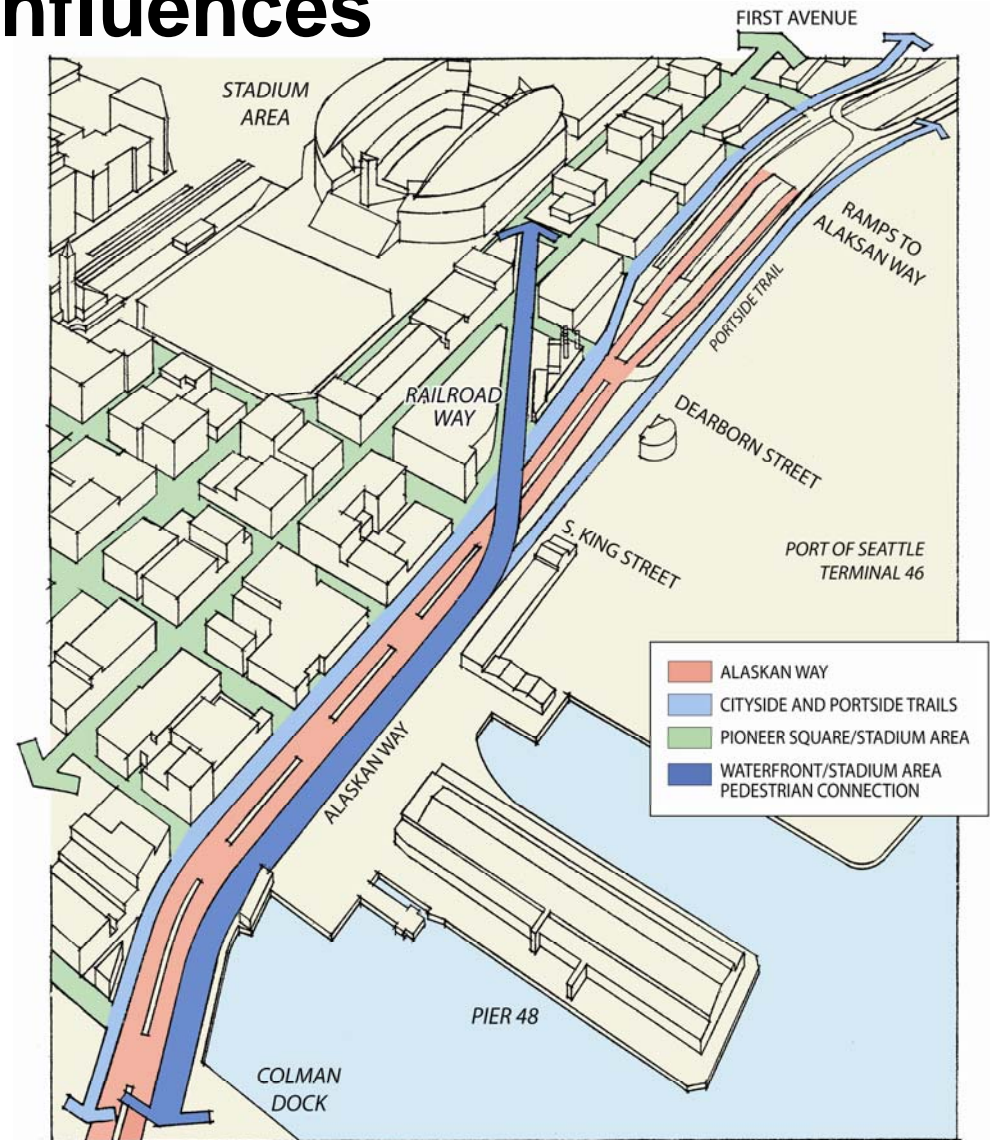 nfluences
FIRST AVENUE
STADIUM
AREA
RAMPS TO
ALAKSAN WAY
PORTSIDE TRAIL
RAILROAD
WAY
DEARBORN STREET
S. KING STREET
PORT OF SEATTLE
TERMINAL 46
ALASKAN WAY
CITYSIDE AND PORTSIDE TRAILS
PIONEER SQUARE/STADIUM AREA
WATERFRONT/STADIUM AREA
PEDESTRIAN CONNECTION
ALASKAN WAY
PIER 48
COLMAN
DOCK